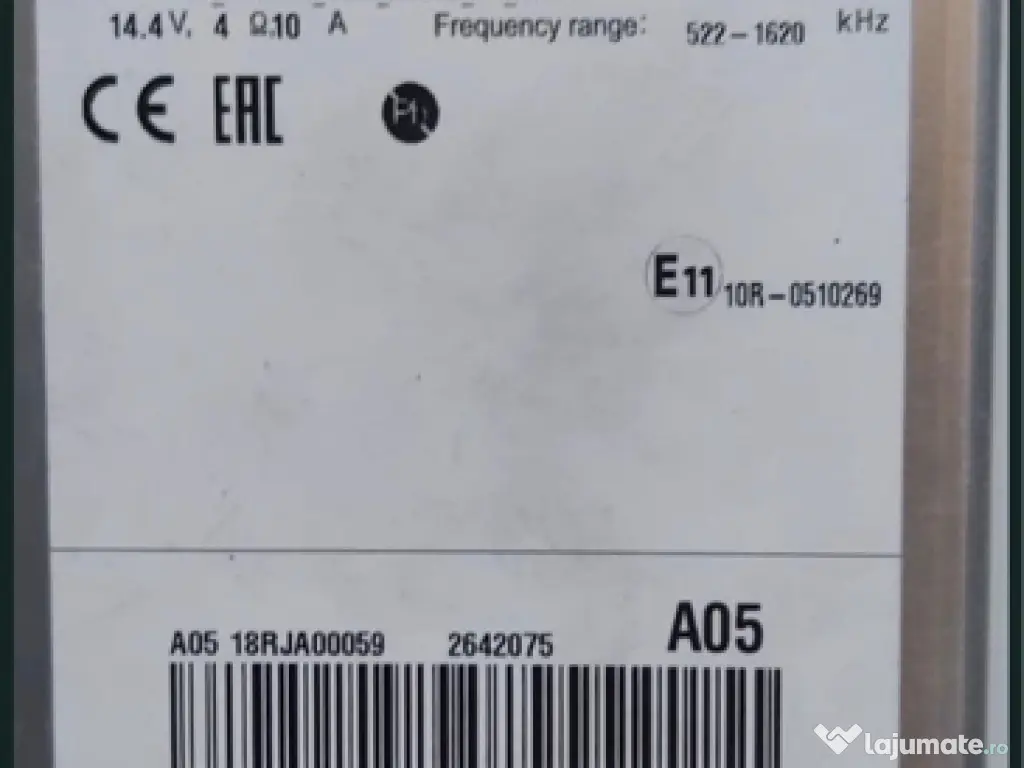 14.4 V, 4 Ω.10 A Frequency range: 522–1620 kHz
CE EAC
E11 10R–0510269
A05 18RJA00059 2642075 A05
lajumate.ro